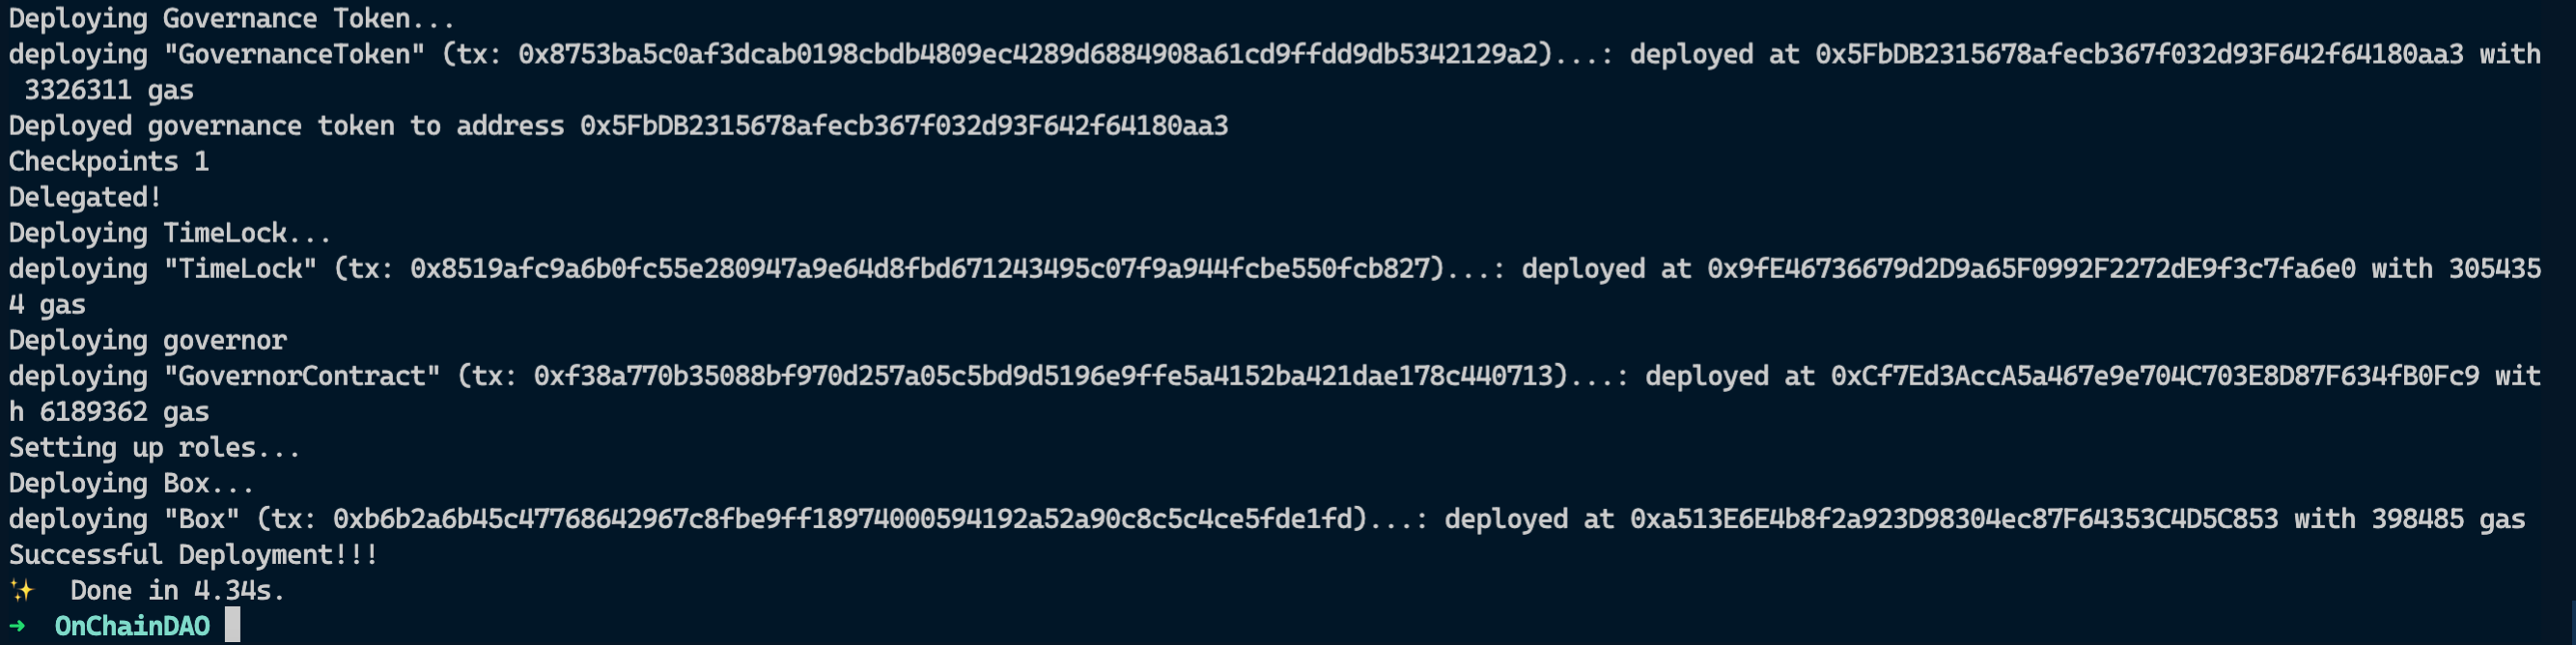 Deploying Governance Token...
deploying "GovernanceToken" (tx: 0x8753ba5c0af3dcab0198cbdb4809ec4289d6884908a61cd9ffdd9db5342129a2)...: deployed at 0x5FbDB2315678afecb367f032d93F642f64180aa3 with
 3326311 gas
Deployed governance token to address 0x5FbDB2315678afecb367f032d93F642f64180aa3
Checkpoints 1
Delegated!
Deploying TimeLock...
deploying "TimeLock" (tx: 0x8519afc9a6b0fc55e280947a9e64d8fbd671243495c07f9a944fcbe550fcb827)...: deployed at 0x9fE46736679d2D9a65F0992F2272dE9f3c7fa6e0 with 305435
4 gas
Deploying governor
deploying "GovernorContract" (tx: 0xf38a770b35088bf970d257a05c5bd9d5196e9ffe5a4152ba421dae178c440713)...: deployed at 0xCf7Ed3AccA5a467e9e704C703E8D87F634fB0Fc9 wit
h 6189362 gas
Setting up roles...
Deploying Box...
deploying "Box" (tx: 0xb6b2a6b45c47768642967c8fbe9ff18974000594192a52a90c8c5c4ce5fde1fd)...: deployed at 0xa513E6E4b8f2a923D98304ec87F64353C4D5C853 with 398485 gas
Successful Deployment!!!
✨  Done in 4.34s.
→  OnChainDAO